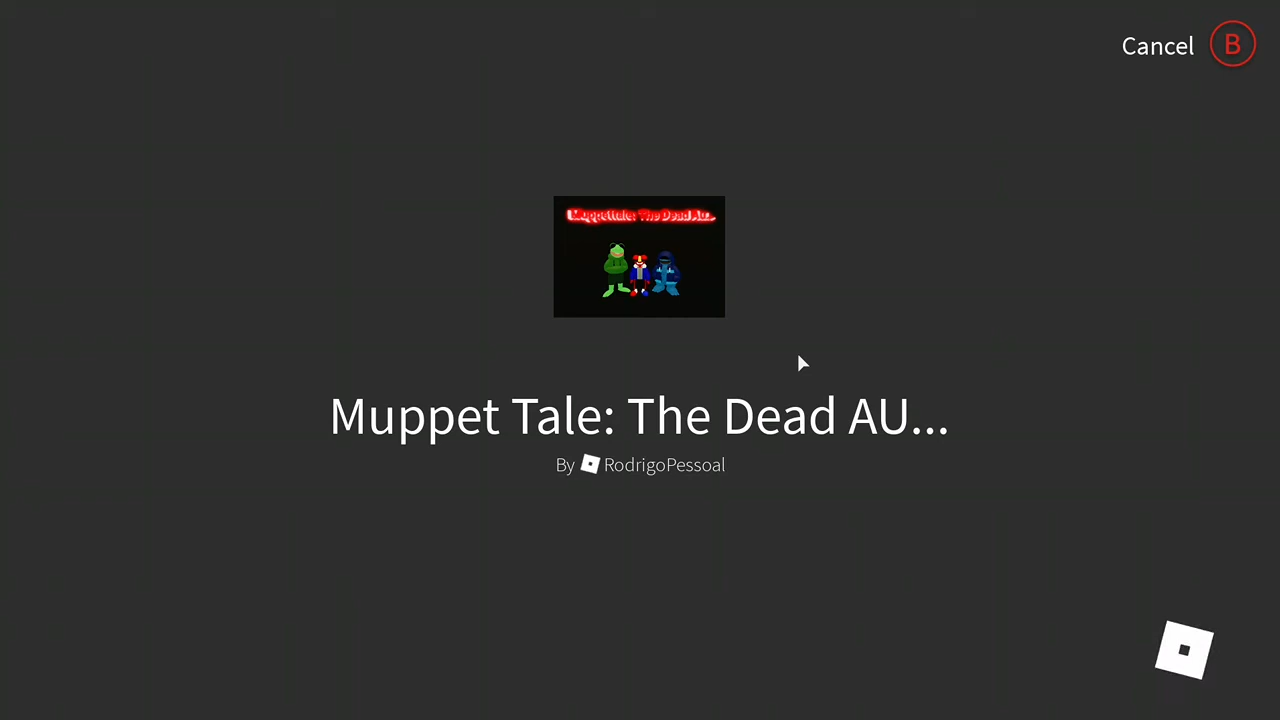 Cancel B
Muppettale: The Dead AU...
Muppet Tale: The Dead AU...
By RodrigoPessoal